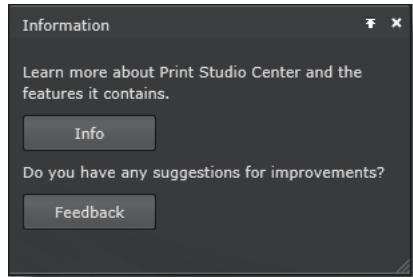 Information
Learn more about Print Studio Center and the
features it contains.
Info
Do you have any suggestions for improvements?
Feedback